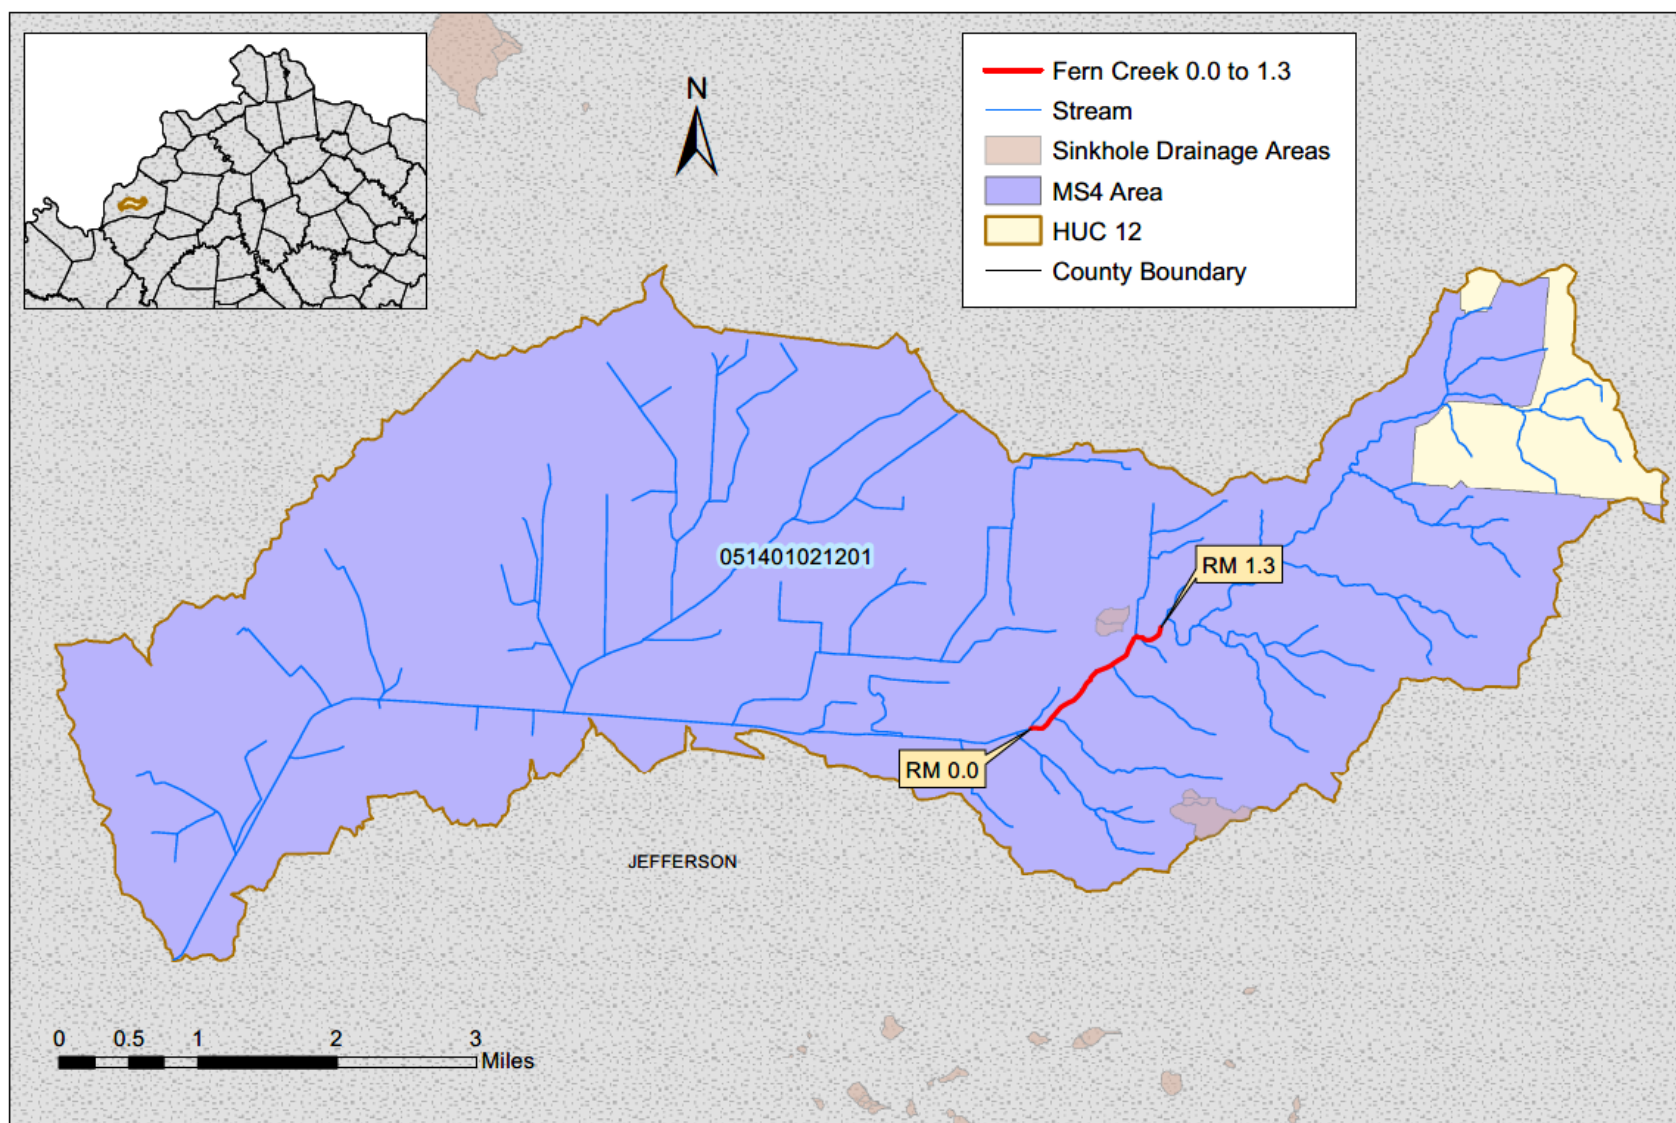 N
Fern Creek 0.0 to 1.3
Stream
Sinkhole Drainage Areas
MS4 Area
HUC 12
County Boundary
051401021201
RM 1.3
RM 0.0
JEFFERSON
0 0.5 1 2 3
Miles